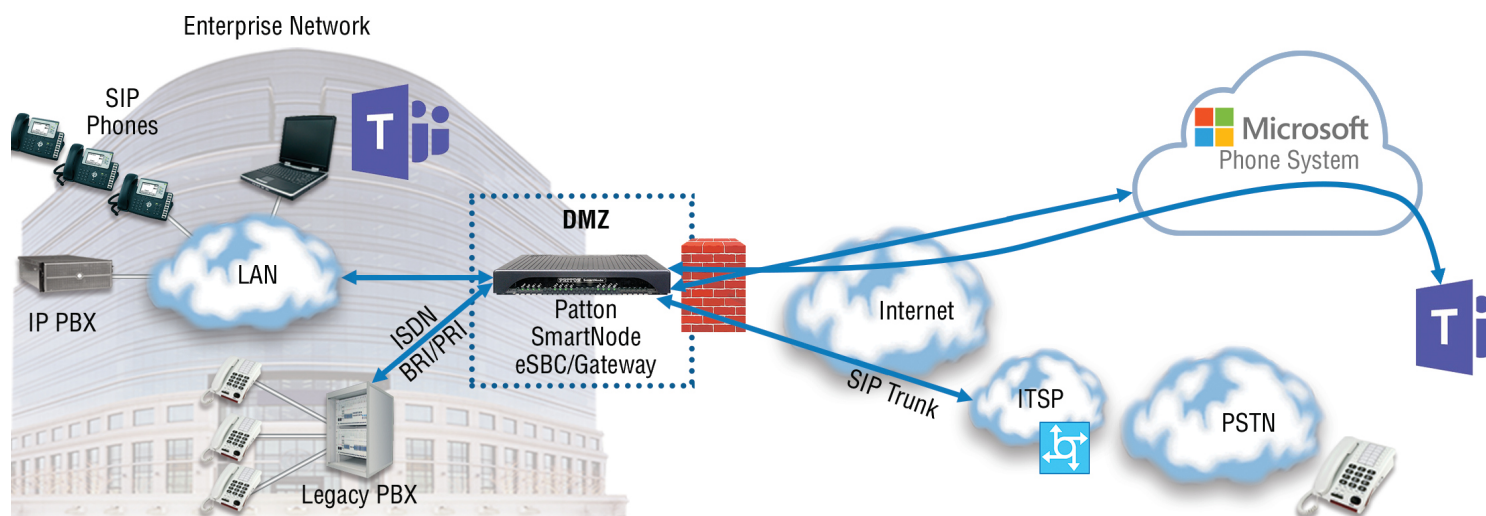 Enterprise Network
SIP
Phones
T
Microsoft
Phone System
DMZ
LAN
IP PBX
ISDN
BRI/PRI
PATTON
Patton
SmartNode
eSBC/Gateway
Internet
T
SIP Trunk
ITSP
PSTN
Legacy PBX